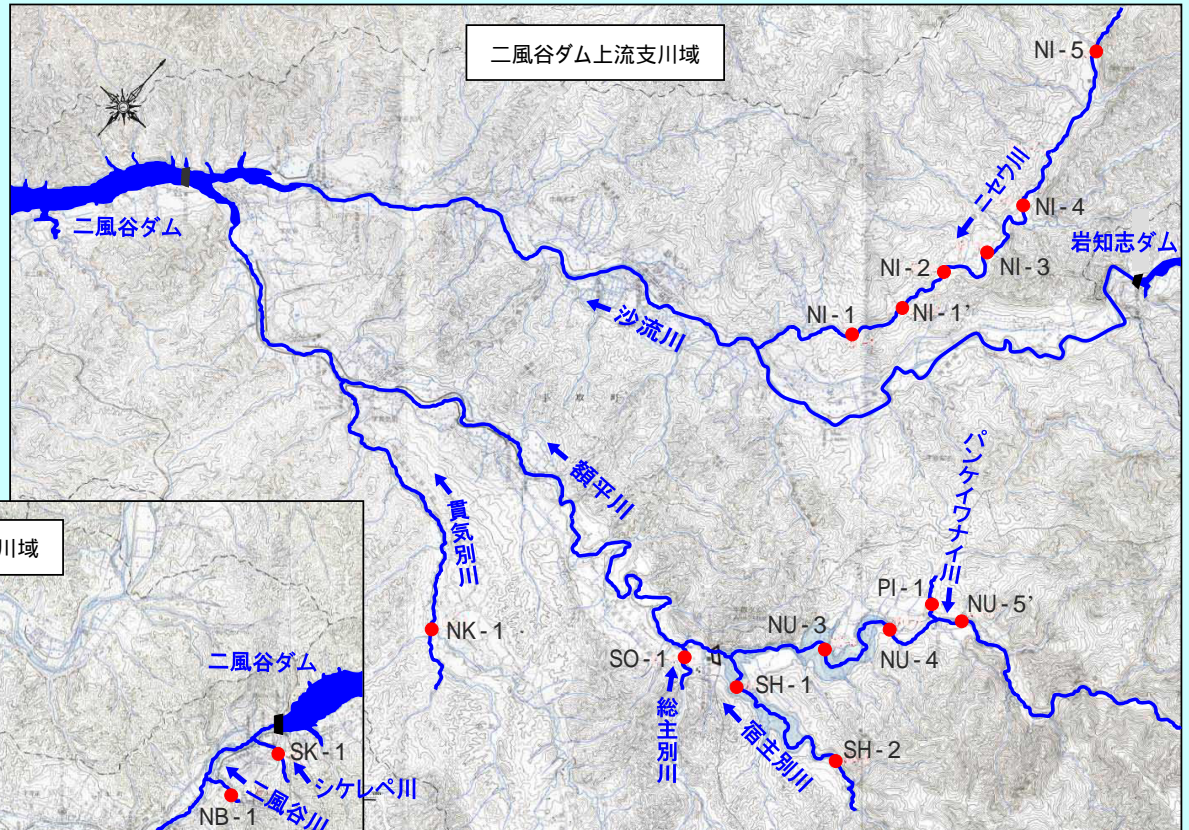 二風谷ダム上流支川域
NI-5
ニセウ川
NI-4
岩知志ダム
二風谷ダム
NI-2
NI-3
NI-1
NI-1'
沙流川
額平川
パンケイワナイ川
貫気別川
川域
PI-1
NU-5'
NK-1
NU-3
NU-4
SO-1
SH-1
二風谷ダム
総主別川
宿主別川
SH-2
SK-1
シケレペ川
二風谷川
NB-1